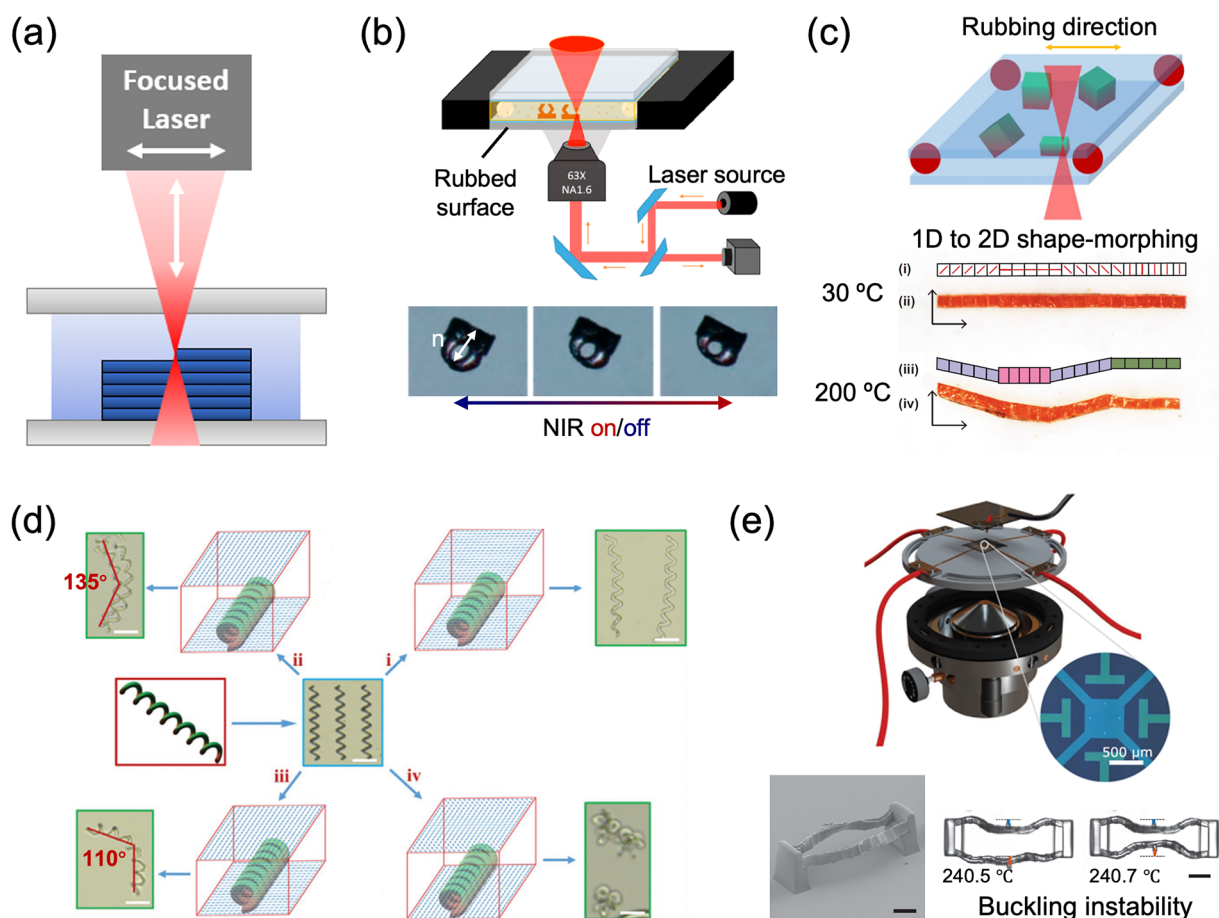 (a)
Focused
Laser
(b)
Rubbed
surface
63X
NA1.6
Laser source
n
NIR on/off
(c)
Rubbing direction
1D to 2D shape-morphing
30 ºC
(i)
(ii)
200 ºC
(iii)
(iv)
(d)
135°
ii
i
iii
iv
110°
(e)
500 µm
240.5 ℃
240.7 ℃
Buckling instability